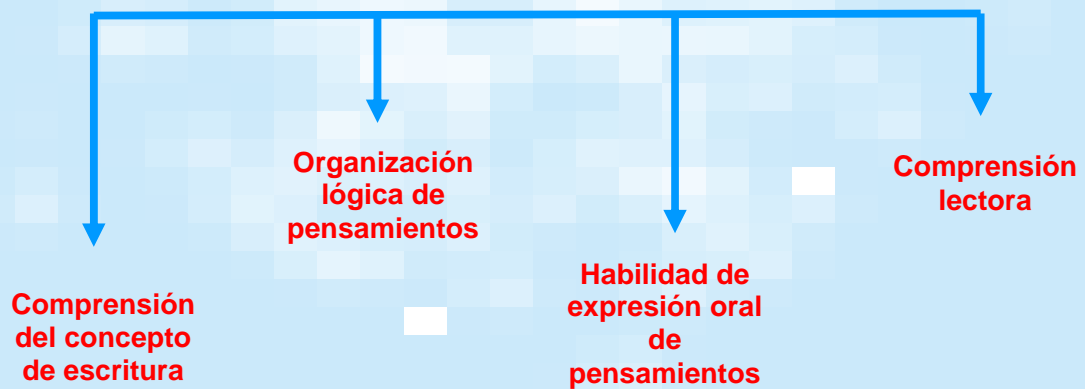 Comprensión
del concepto
de escritura
Organización
lógica de
pensamientos
Habilidad de
expresión oral
de
pensamientos
Comprensión
lectora